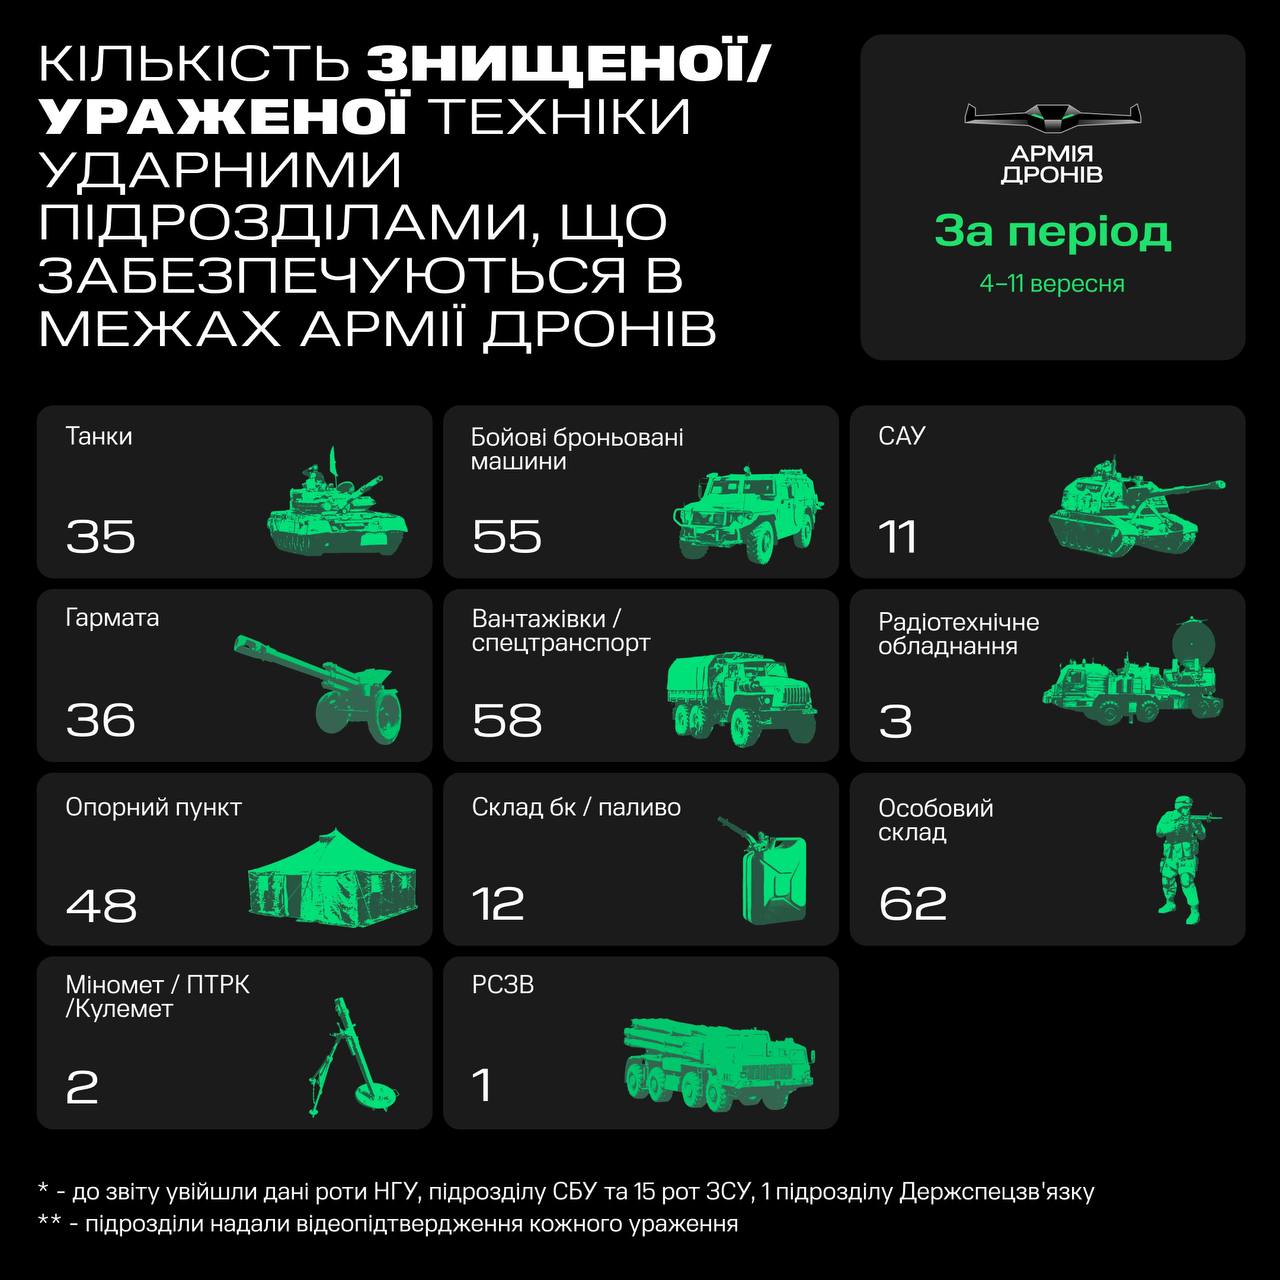 КІЛЬКІСТЬ ЗНИЩЕНОЇ/
УРАЖЕНОЇ ТЕХНІКИ
УДАРНИМИ
ПІДРОЗДІЛАМИ, ЩО
ЗАБЕЗПЕЧУЮТЬСЯ В
МЕЖАХ АРМІЇ ДРОНІВ
АРМІЯ
ДРОНІВ
За період
4–11 вересня
Танки
35
Бойові броньовані
машини
55
САУ
11
Гармата
36
Вантажівки /
спецтранспорт
58
Радіотехнічне
обладнання
3
Опорний пункт
48
Склад бк / паливо
12
Особовий
склад
62
Міномет / ПТРК
/Кулемет
2
РСЗВ
1
* - до звіту увійшли дані роти НГУ, підрозділу СБУ та 15 рот ЗСУ, 1 підрозділу Держспецзв'язку
** - підрозділи надали відеопідтвердження кожного ураження